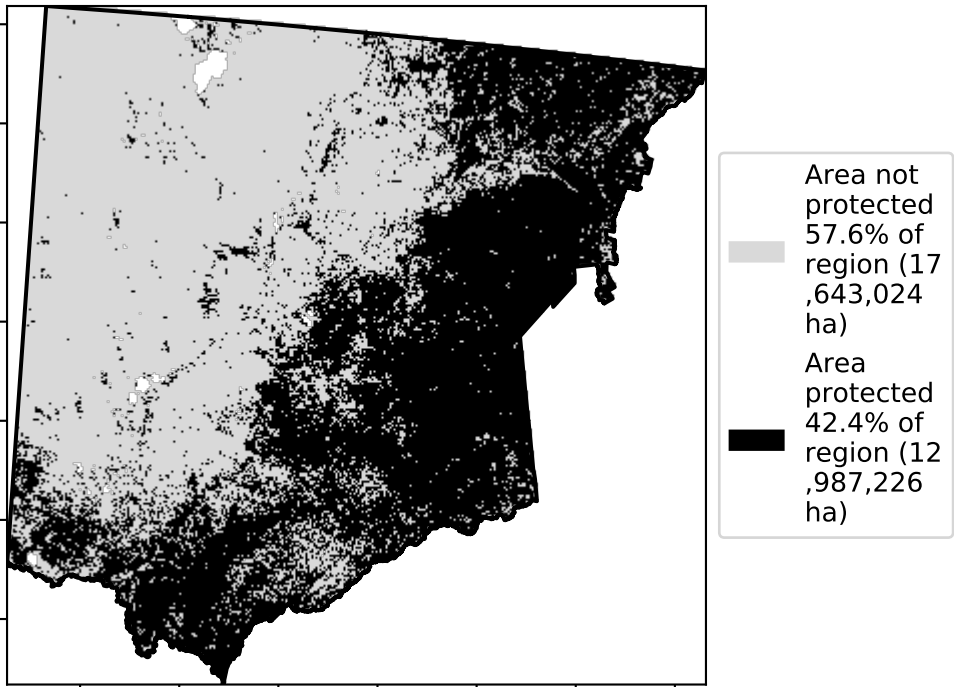 Area not
protected
57.6% of
region (17
,643,024
ha)
Area
protected
42.4% of
region (12
,987,226
ha)